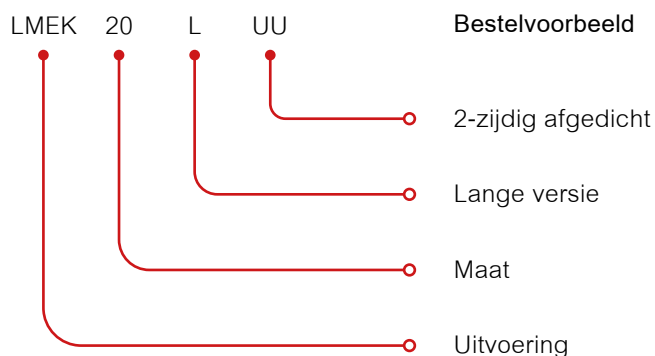 LMEK 20 L UU Bestelvoorbeeld
2-zijdig afgedicht
Lange versie
Maat
Uitvoering